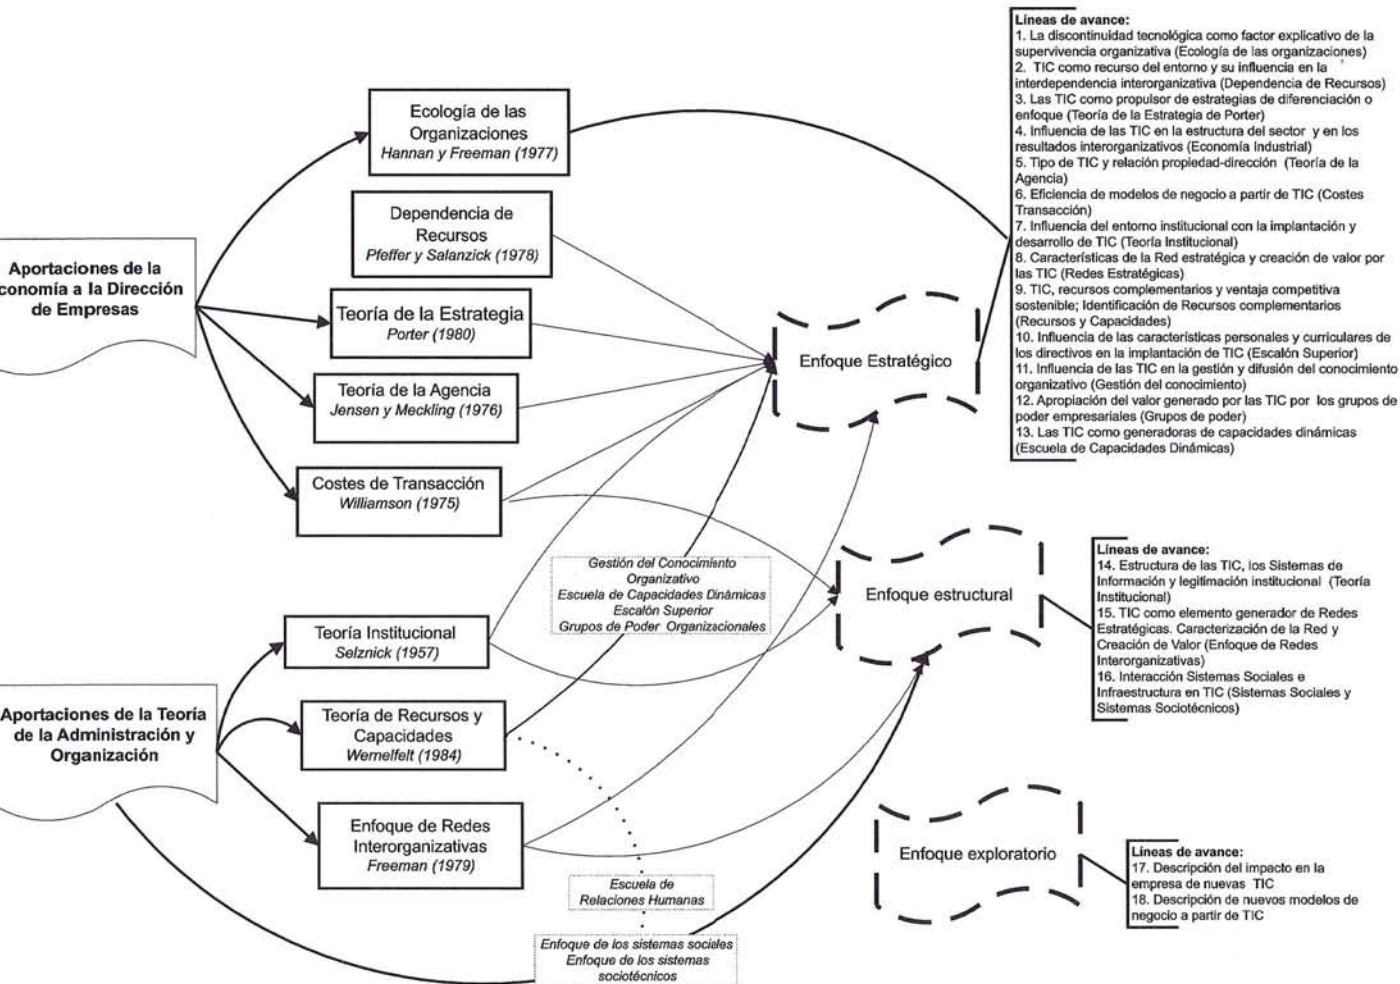 Ecología de las
Organizaciones
Hannan y Freeman (1977)
Dependencia de
Recursos
Pfeffer y Salanzick (1978)
Aportaciones de la
conomía a la Dirección
de Empresas
Teoría de la Estrategia
Porter (1980)
Teoría de la Agencia
Jensen y Meckling (1976)
Costes de Transacción
Williamson (1975)
Gestión del Conocimiento
Organizativo
Escuela de Capacidades Dinámicas
Escalón Superior
Grupos de Poder Organizacionales
Teoría Institucional
Selznick (1957)
Aportaciones de la Teoría
de la Administración y
Organización
Teoría de Recursos y
Capacidades
Wernelfelt (1984)
Enfoque de Redes
Interorganizativas
Freeman (1979)
Escuela de
Relaciones Humanas
Enfoque de los sistemas sociales
Enfoque de los sistemas
sociotécnicos
Enfoque Estratégico
Líneas de avance:
1. La discontinuidad tecnológica como factor explicativo de la
supervivencia organizativa (Ecología de las organizaciones)
2. TIC como recurso del entorno y su influencia en la
interdependencia interorganizativa (Dependencia de Recursos)
3. Las TIC como propulsor de estrategias de diferenciación o
enfoque (Teoría de la Estrategia de Porter)
4. Influencia de las TIC en la estructura del sector y en los
resultados interorganizativos (Economía Industrial)
5. Tipo de TIC y relación propiedad-dirección (Teoría de la
Agencia)
6. Eficiencia de modelos de negocio a partir de TIC (Costes
Transacción)
7. Influencia del entorno institucional con la implantación y
desarrollo de TIC (Teoría Institucional)
8. Características de la Red estratégica y creación de valor por
las TIC (Redes Estratégicas)
9. TIC, recursos complementarios y ventaja competitiva
sostenible; Identificación de Recursos complementarios
(Recursos y Capacidades)
10. Influencia de las características personales y curriculares de
los directivos en la implantación de TIC (Escalón Superior)
11. Influencia de las TIC en la gestión y difusión del conocimiento
organizativo (Gestión del conocimiento)
12. Apropiación del valor generado por las TIC por los grupos de
poder empresariales (Grupos de poder)
13. Las TIC como generadoras de capacidades dinámicas
(Escuela de Capacidades Dinámicas)
Enfoque estructural
Líneas de avance:
14. Estructura de las TIC, los Sistemas de
Información y legitimación institucional (Teoría
Institucional)
15. TIC como elemento generador de Redes
Estratégicas. Caracterización de la Red y
Creación de Valor (Enfoque de Redes
Interorganizativas)
16. Interacción Sistemas Sociales e
Infraestructura en TIC (Sistemas Sociales y
Sistemas Sociotécnicos)
Enfoque exploratorio
Líneas de avance:
17. Descripción del impacto en la
empresa de nuevas TIC
18. Descripción de nuevos modelos de
negocio a partir de TIC